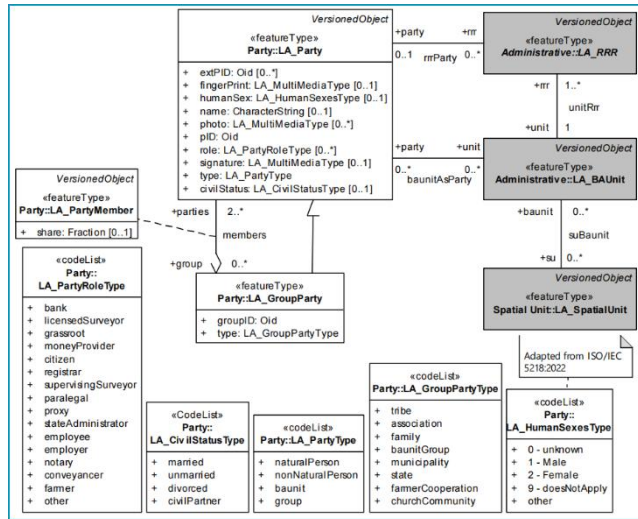 VersionedObject
«featureType»
Party::LA_Party
+ extPID: Oid [0..*]
+ fingerPrint: LA_MultiMediaType [0..1]
+ humanSex: LA_HumanSexesType [0..1]
+ name: CharacterString [0..1]
+ photo: LA_MultiMediaType [0..*]
+ pID: Oid
+ role: LA_PartyRoleType [0..*]
+ signature: LA_MultiMediaType [0..1]
+ type: LA_PartyType
+ civilStatus: LA_CivilStatusType [0..1]
+party +rrr
0..1 rrrParty 0..*
VersionedObject
«featureType»
Administrative::LA_RRR
+rrr 1..*
unitRrr
+unit 1
+party +unit
0..* 0..*
baunitAsParty
VersionedObject
«featureType»
Administrative::LA_BAUnit
+baunit 0..*
suBaunit
+su 0..*
VersionedObject
«featureType»
Spatial Unit::LA_SpatialUnit
VersionedObject
«featureType»
Party::LA_PartyMember
+ share: Fraction [0..1]
+parties 2..*
members
+group 0..*
«featureType»
Party::LA_GroupParty
+ groupID: Oid
+ type: LA_GroupPartyType
«codeList»
Party::
LA_PartyRoleType
+ bank
+ licensedSurveyor
+ grassroot
+ moneyProvider
+ citizen
+ registrar
+ supervisingSurveyor
+ paralegal
+ proxy
+ stateAdministrator
+ employee
+ employer
+ notary
+ conveyancer
+ farmer
+ other
«CodeList»
Party::
LA_CivilStatusType
+ married
+ unmarried
+ divorced
+ civilPartner
«codeList»
Party::LA_PartyType
+ naturalPerson
+ nonNaturalPerson
+ baunit
+ group
«codeList»
Party::LA_GroupPartyType
+ tribe
+ association
+ family
+ baunitGroup
+ municipality
+ state
+ farmerCooperation
+ churchCommunity
Adapted from ISO/IEC
5218:2022
«codeList»
Party::
LA_HumanSexesType
+ 0 - unknown
+ 1 - Male
+ 2 - Female
+ 9 - doesNotApply
+ other